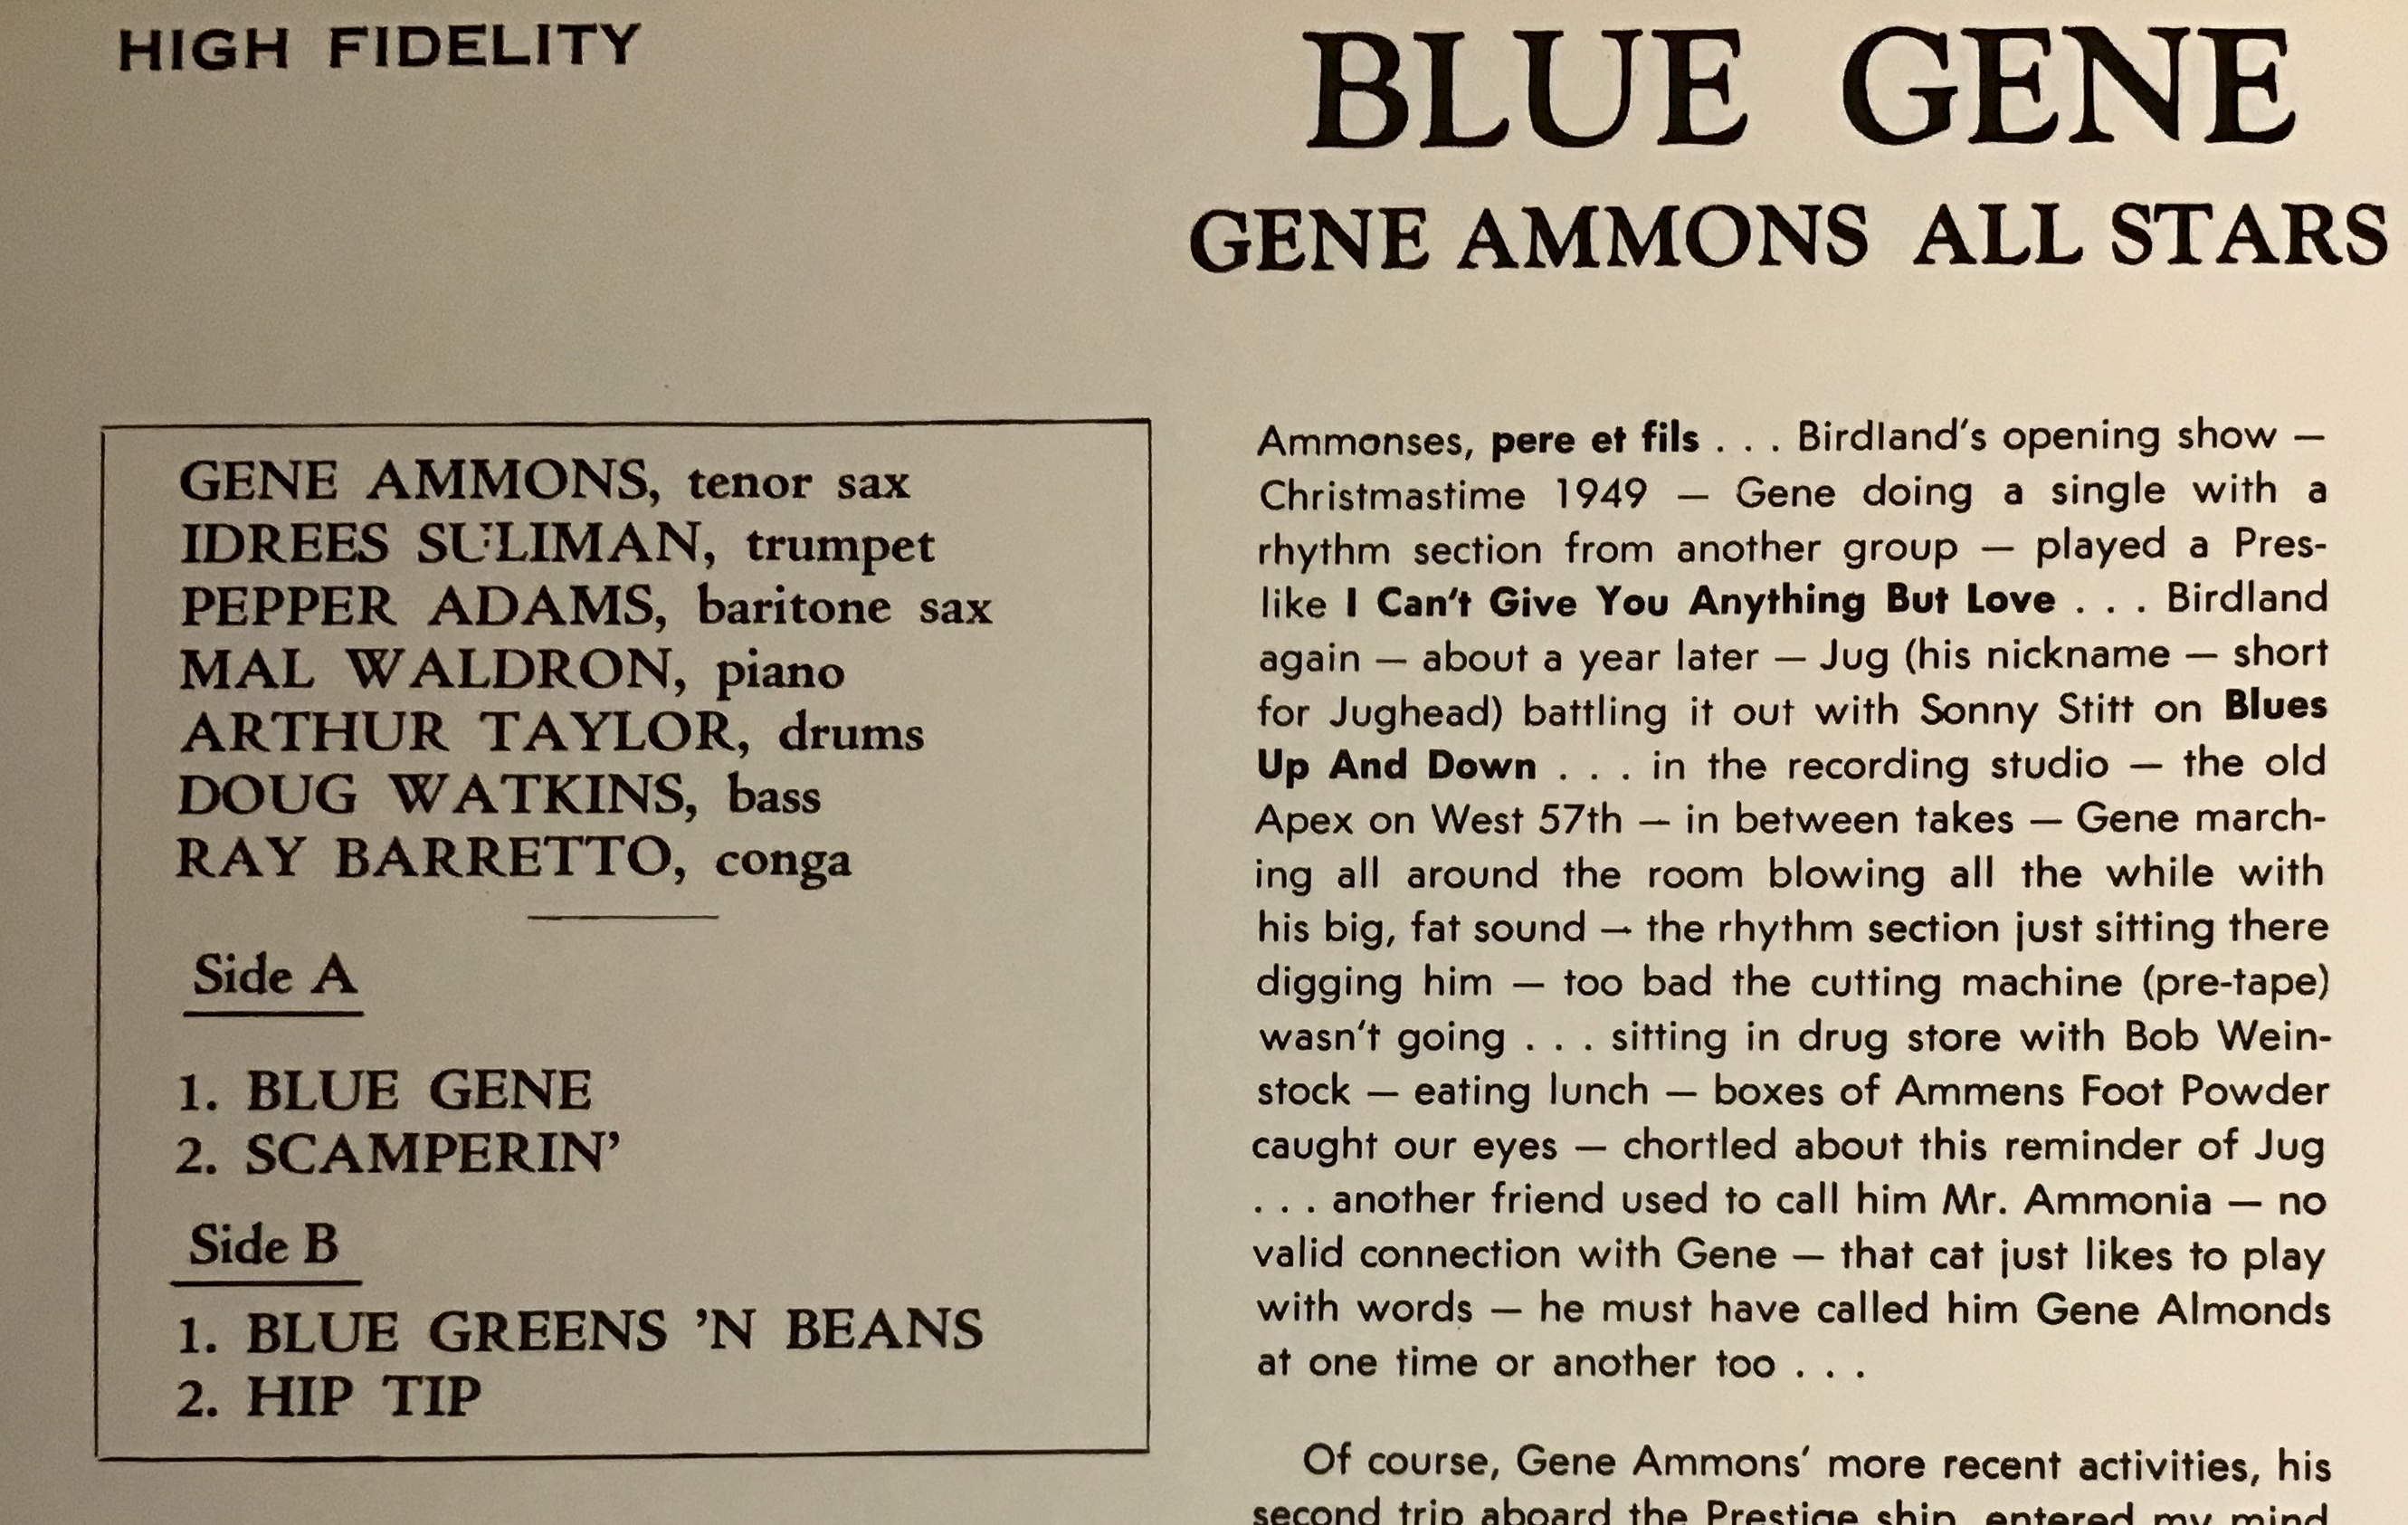 HIGH FIDELITY
BLUE GENE
GENE AMMONS ALL STARS
GENE AMMONS, tenor sax
IDREES SULIMAN, trumpet
PEPPER ADAMS, baritone sax
MAL WALDRON, piano
ARTHUR TAYLOR, drums
DOUG WATKINS, bass
RAY BARRETTO, conga
Side A
1. BLUE GENE
2. SCAMPERIN’
Side B
1. BLUE GREENS ’N BEANS
2. HIP TIP
Ammonses, pere et fils . . . Birdland's opening show —
Christmastime 1949 — Gene doing a single with a
rhythm section from another group — played a Pres-
like I Can't Give You Anything But Love . . . Birdland
again — about a year later — Jug (his nickname — short
for Jughead) battling it out with Sonny Stitt on Blues
Up And Down . . . in the recording studio — the old
Apex on West 57th — in between takes — Gene march-
ing all around the room blowing all the while with
his big, fat sound — the rhythm section just sitting there
digging him — too bad the cutting machine (pre-tape)
wasn't going . . . sitting in drug store with Bob Wein-
stock — eating lunch — boxes of Ammens Foot Powder
caught our eyes — chortled about this reminder of Jug
. . . another friend used to call him Mr. Ammonia — no
valid connection with Gene — that cat just likes to play
with words — he must have called him Gene Almonds
at one time or another too . . .
Of course, Gene Ammons' more recent activities, his
second trip aboard the Prestige ship, entered my mind